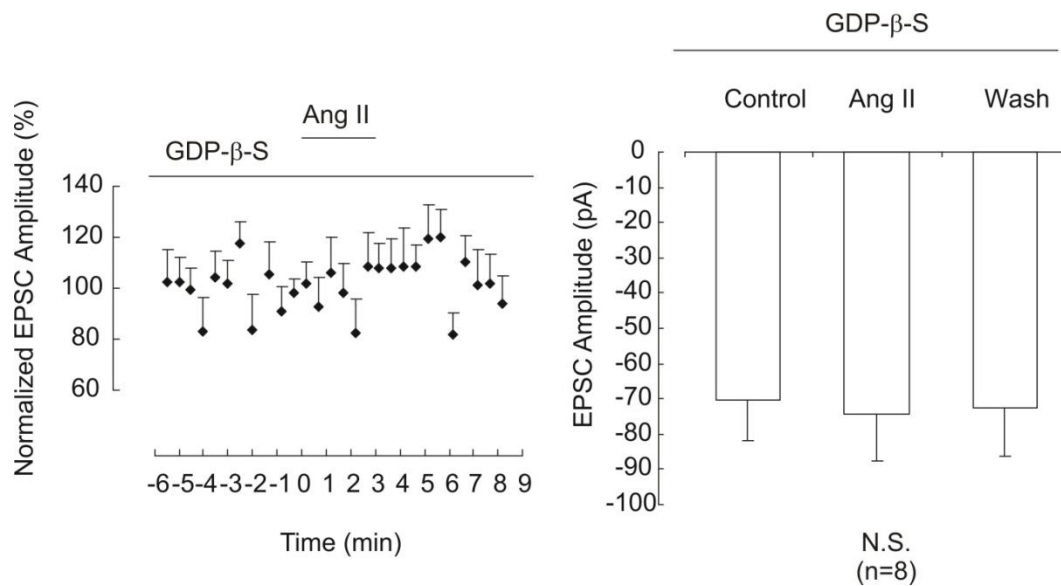 Ang II
GDP-β-S
Normalized EPSC Amplitude (%)
140
120
100
80
60
-6 -5 -4 -3 -2 -1 0 1 2 3 4 5 6 7 8 9
Time (min)
GDP-β-S
Control Ang II Wash
EPSC Amplitude (pA)
0
-10
-20
-30
-40
-50
-60
-70
-80
-90
-100
N.S.
(n=8)